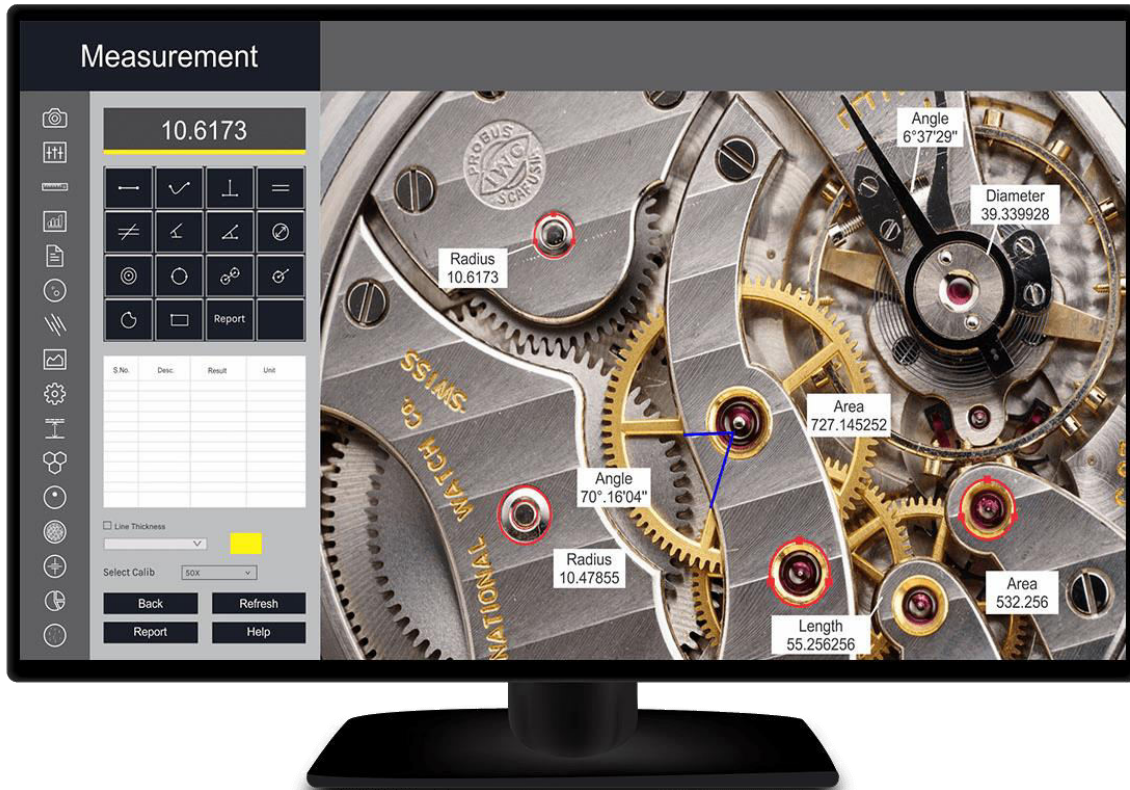 Measurement
10.6173
Report
S.No.
Desc.
Result
Unit
Line Thickness
Select Calib
50X
Back
Refresh
Report
Help
PROBUS
IWC
SCAFUSIA
Angle
6°37'29"
Diameter
39.339928
Radius
10.6173
Area
727.145252
Angle
70°.16'04"
Radius
10.47855
Area
532.256
Length
55.256256
SWISS
WATCH Co.
NATIONAL